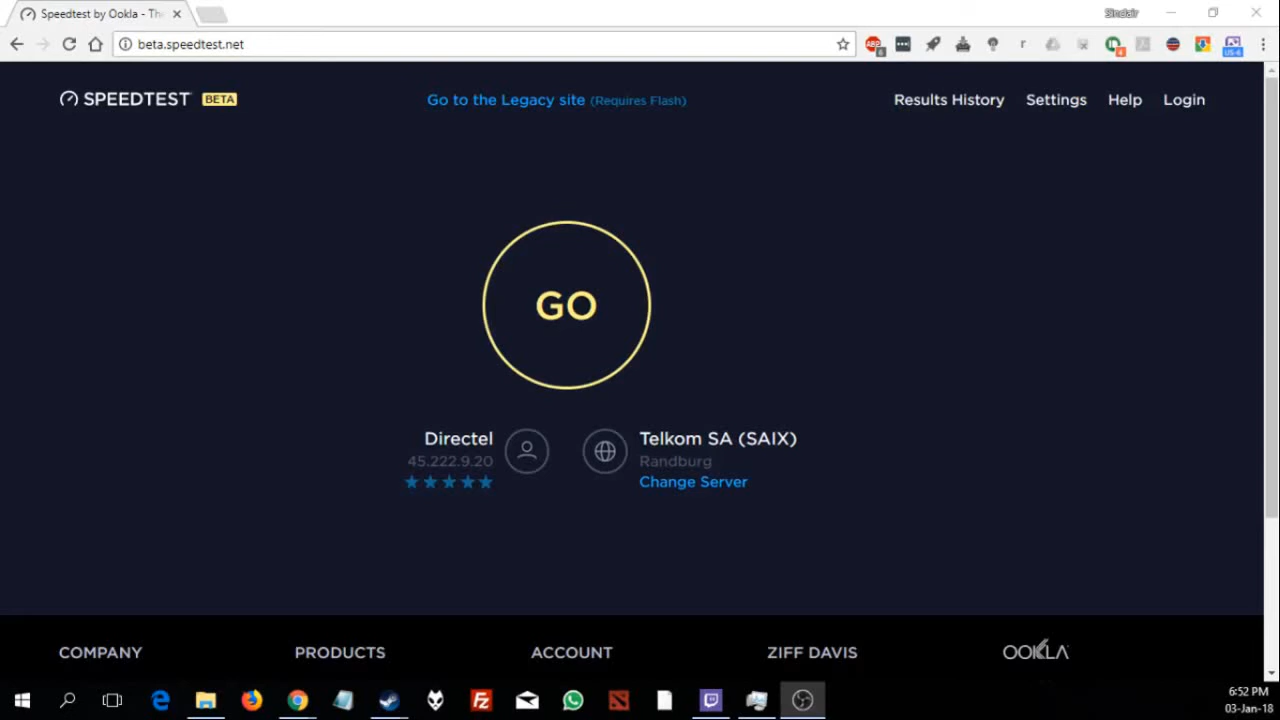 Speedtest by Ookla - The
Sinclair
beta.speedtest.net
SPEEDTEST BETA
Go to the Legacy site (Requires Flash)
Results History Settings Help Login
GO
Directel
45.222.9.20
Telkom SA (SAIX)
Randburg
Change Server
COMPANY PRODUCTS ACCOUNT ZIFF DAVIS OOKLA
6:52 PM
03-Jan-18